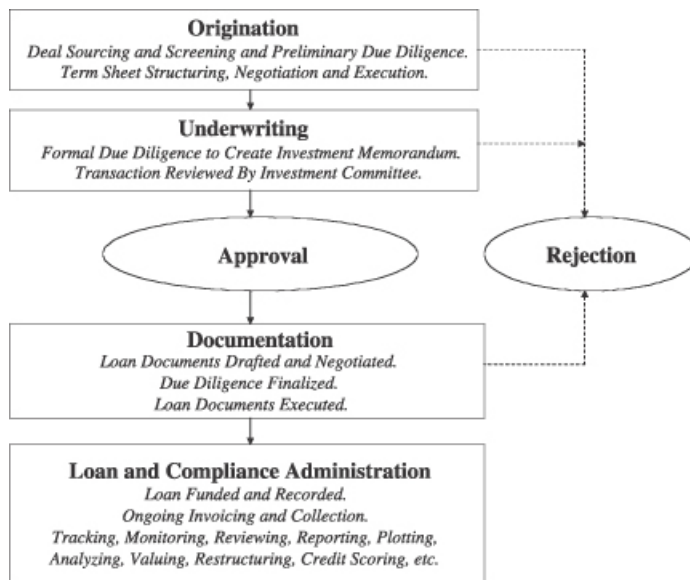 Origination
Deal Sourcing and Screening and Preliminary Due Diligence.
Term Sheet Structuring, Negotiation and Execution.
Underwriting
Formal Due Diligence to Create Investment Memorandum.
Transaction Reviewed By Investment Committee.
Approval
Rejection
Documentation
Loan Documents Drafted and Negotiated.
Due Diligence Finalized.
Loan Documents Executed.
Loan and Compliance Administration
Loan Funded and Recorded.
Ongoing Invoicing and Collection.
Tracking, Monitoring, Reviewing, Reporting, Plotting,
Analyzing, Valuing, Restructuring, Credit Scoring, etc.